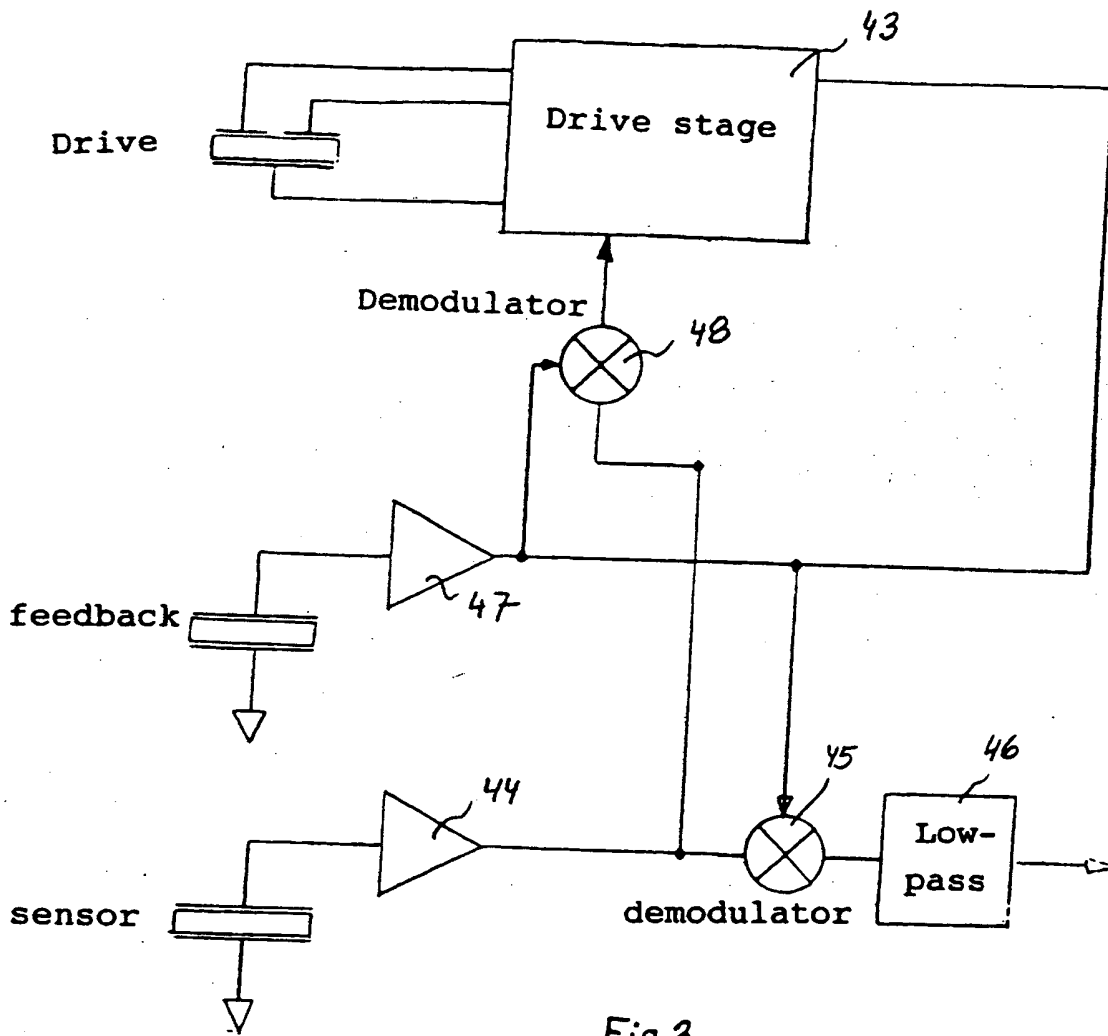 43
Drive stage
Drive
Demodulator
48
47
feedback
45
46
44
Low-
pass
sensor
demodulator
Fig.3